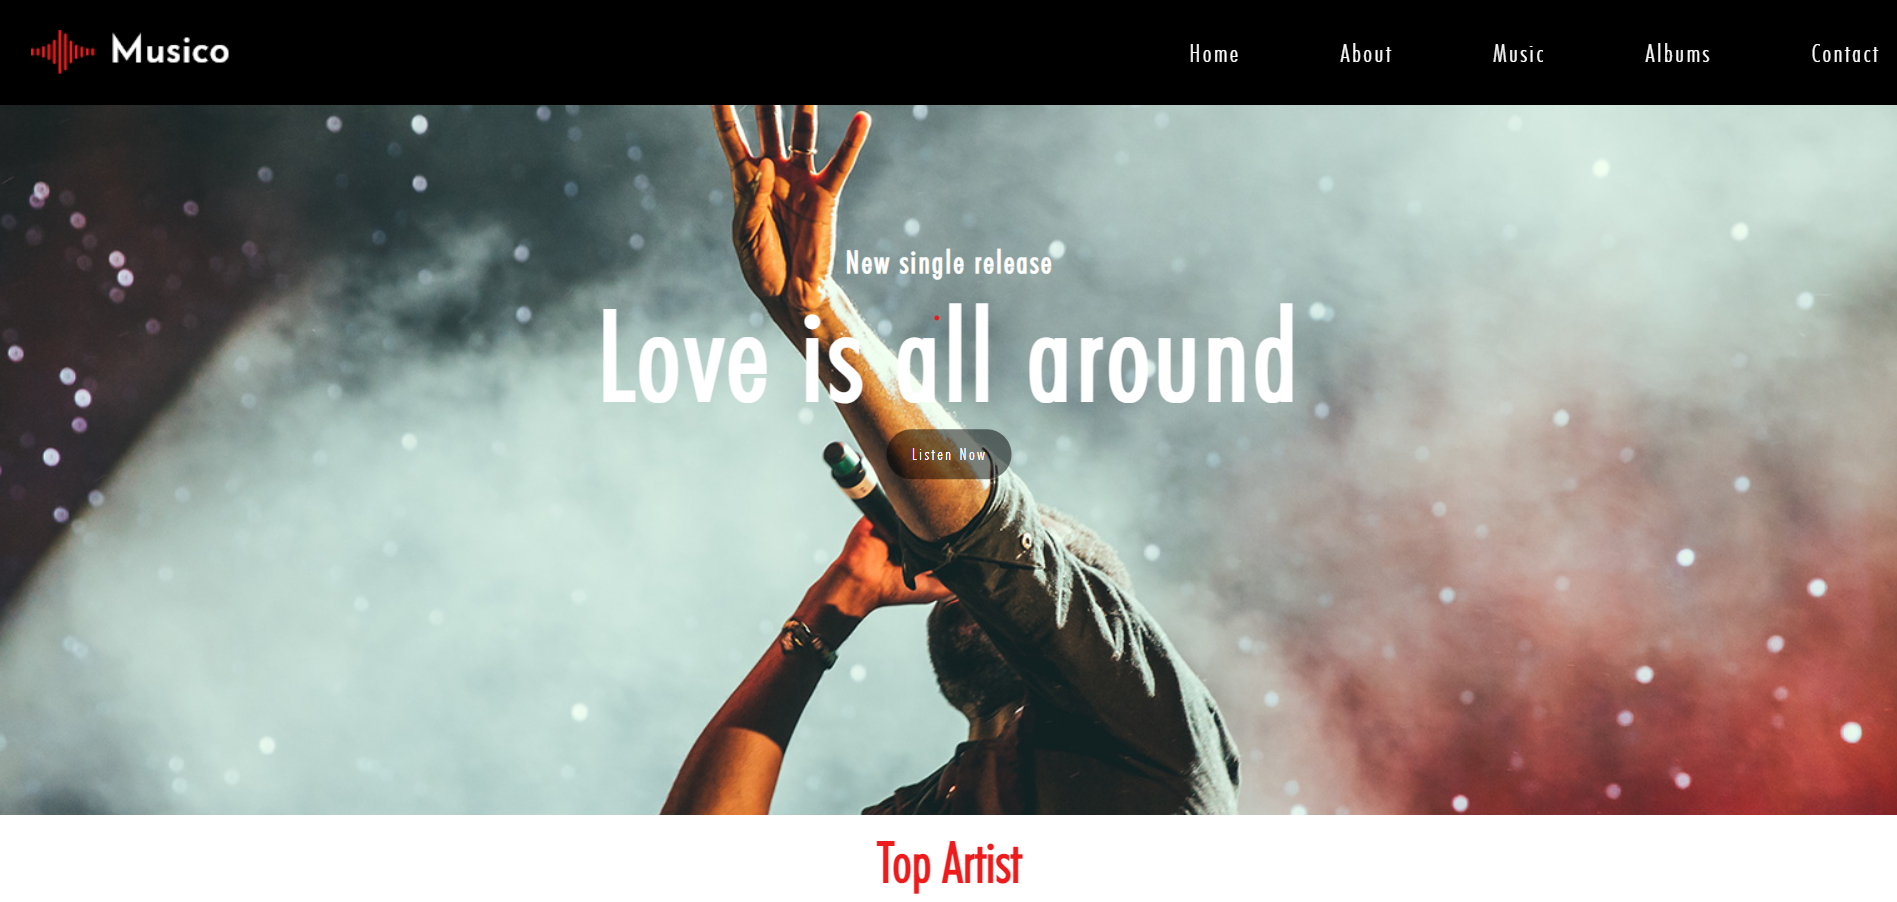 Musico
Home About Music Albums Contact
New single release
Love is all around
Listen Now
Top Artist